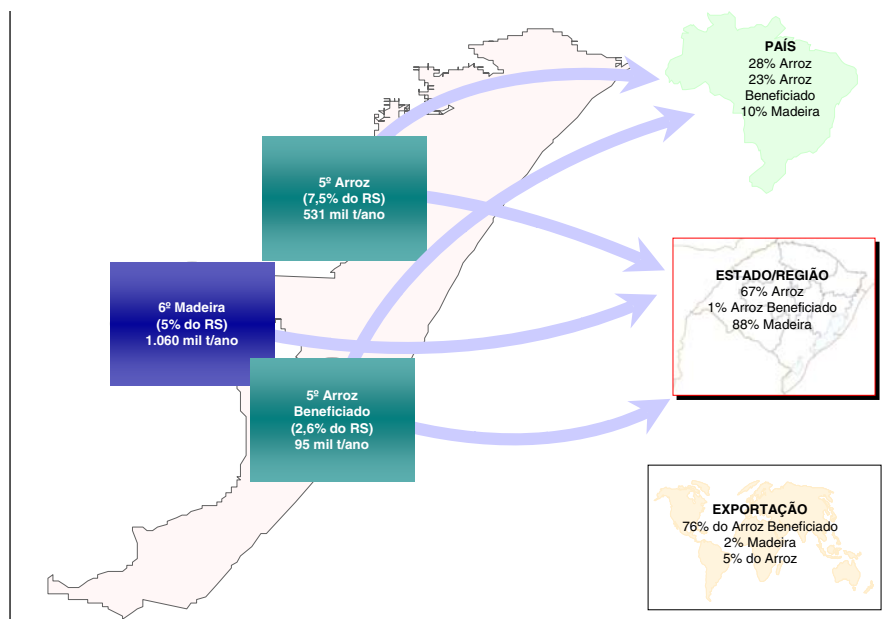 PAÍS
28% Arroz
23% Arroz
Beneficiado
10% Madeira
5º Arroz
(7,5% do RS)
531 mil t/ano
6º Madeira
(5% do RS)
1.060 mil t/ano
5º Arroz
Beneficiado
(2,6% do RS)
95 mil t/ano
ESTADO/REGIÃO
67% Arroz
1% Arroz Beneficiado
88% Madeira
EXPORTAÇÃO
76% do Arroz Beneficiado
2% Madeira
5% do Arroz